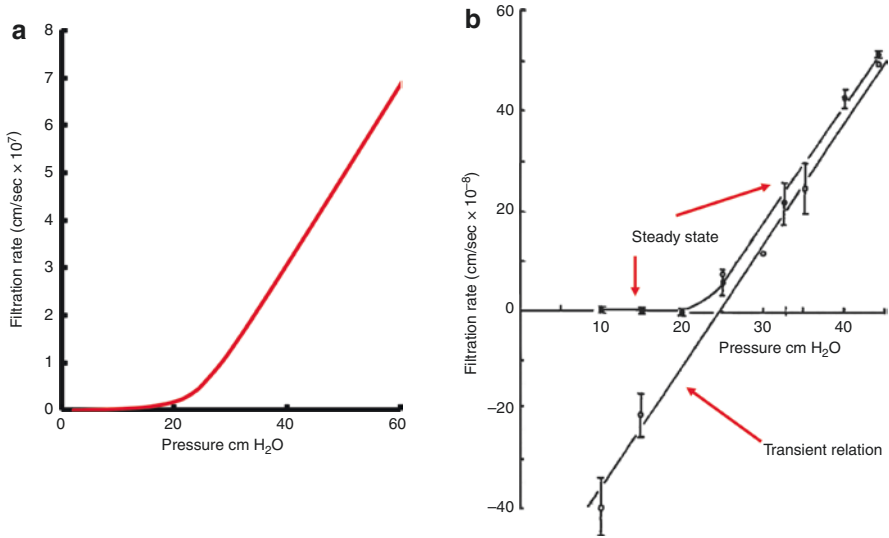 a
Filtration rate (cm/sec × 10⁷)
8
7
6
5
4
3
2
1
0
0
20
40
60
Pressure cm H₂O
b
Filtration rate (cm/sec × 10⁻⁸)
40
20
0
−20
−40
10
20
30
40
Pressure cm H₂O
Steady state
Transient relation